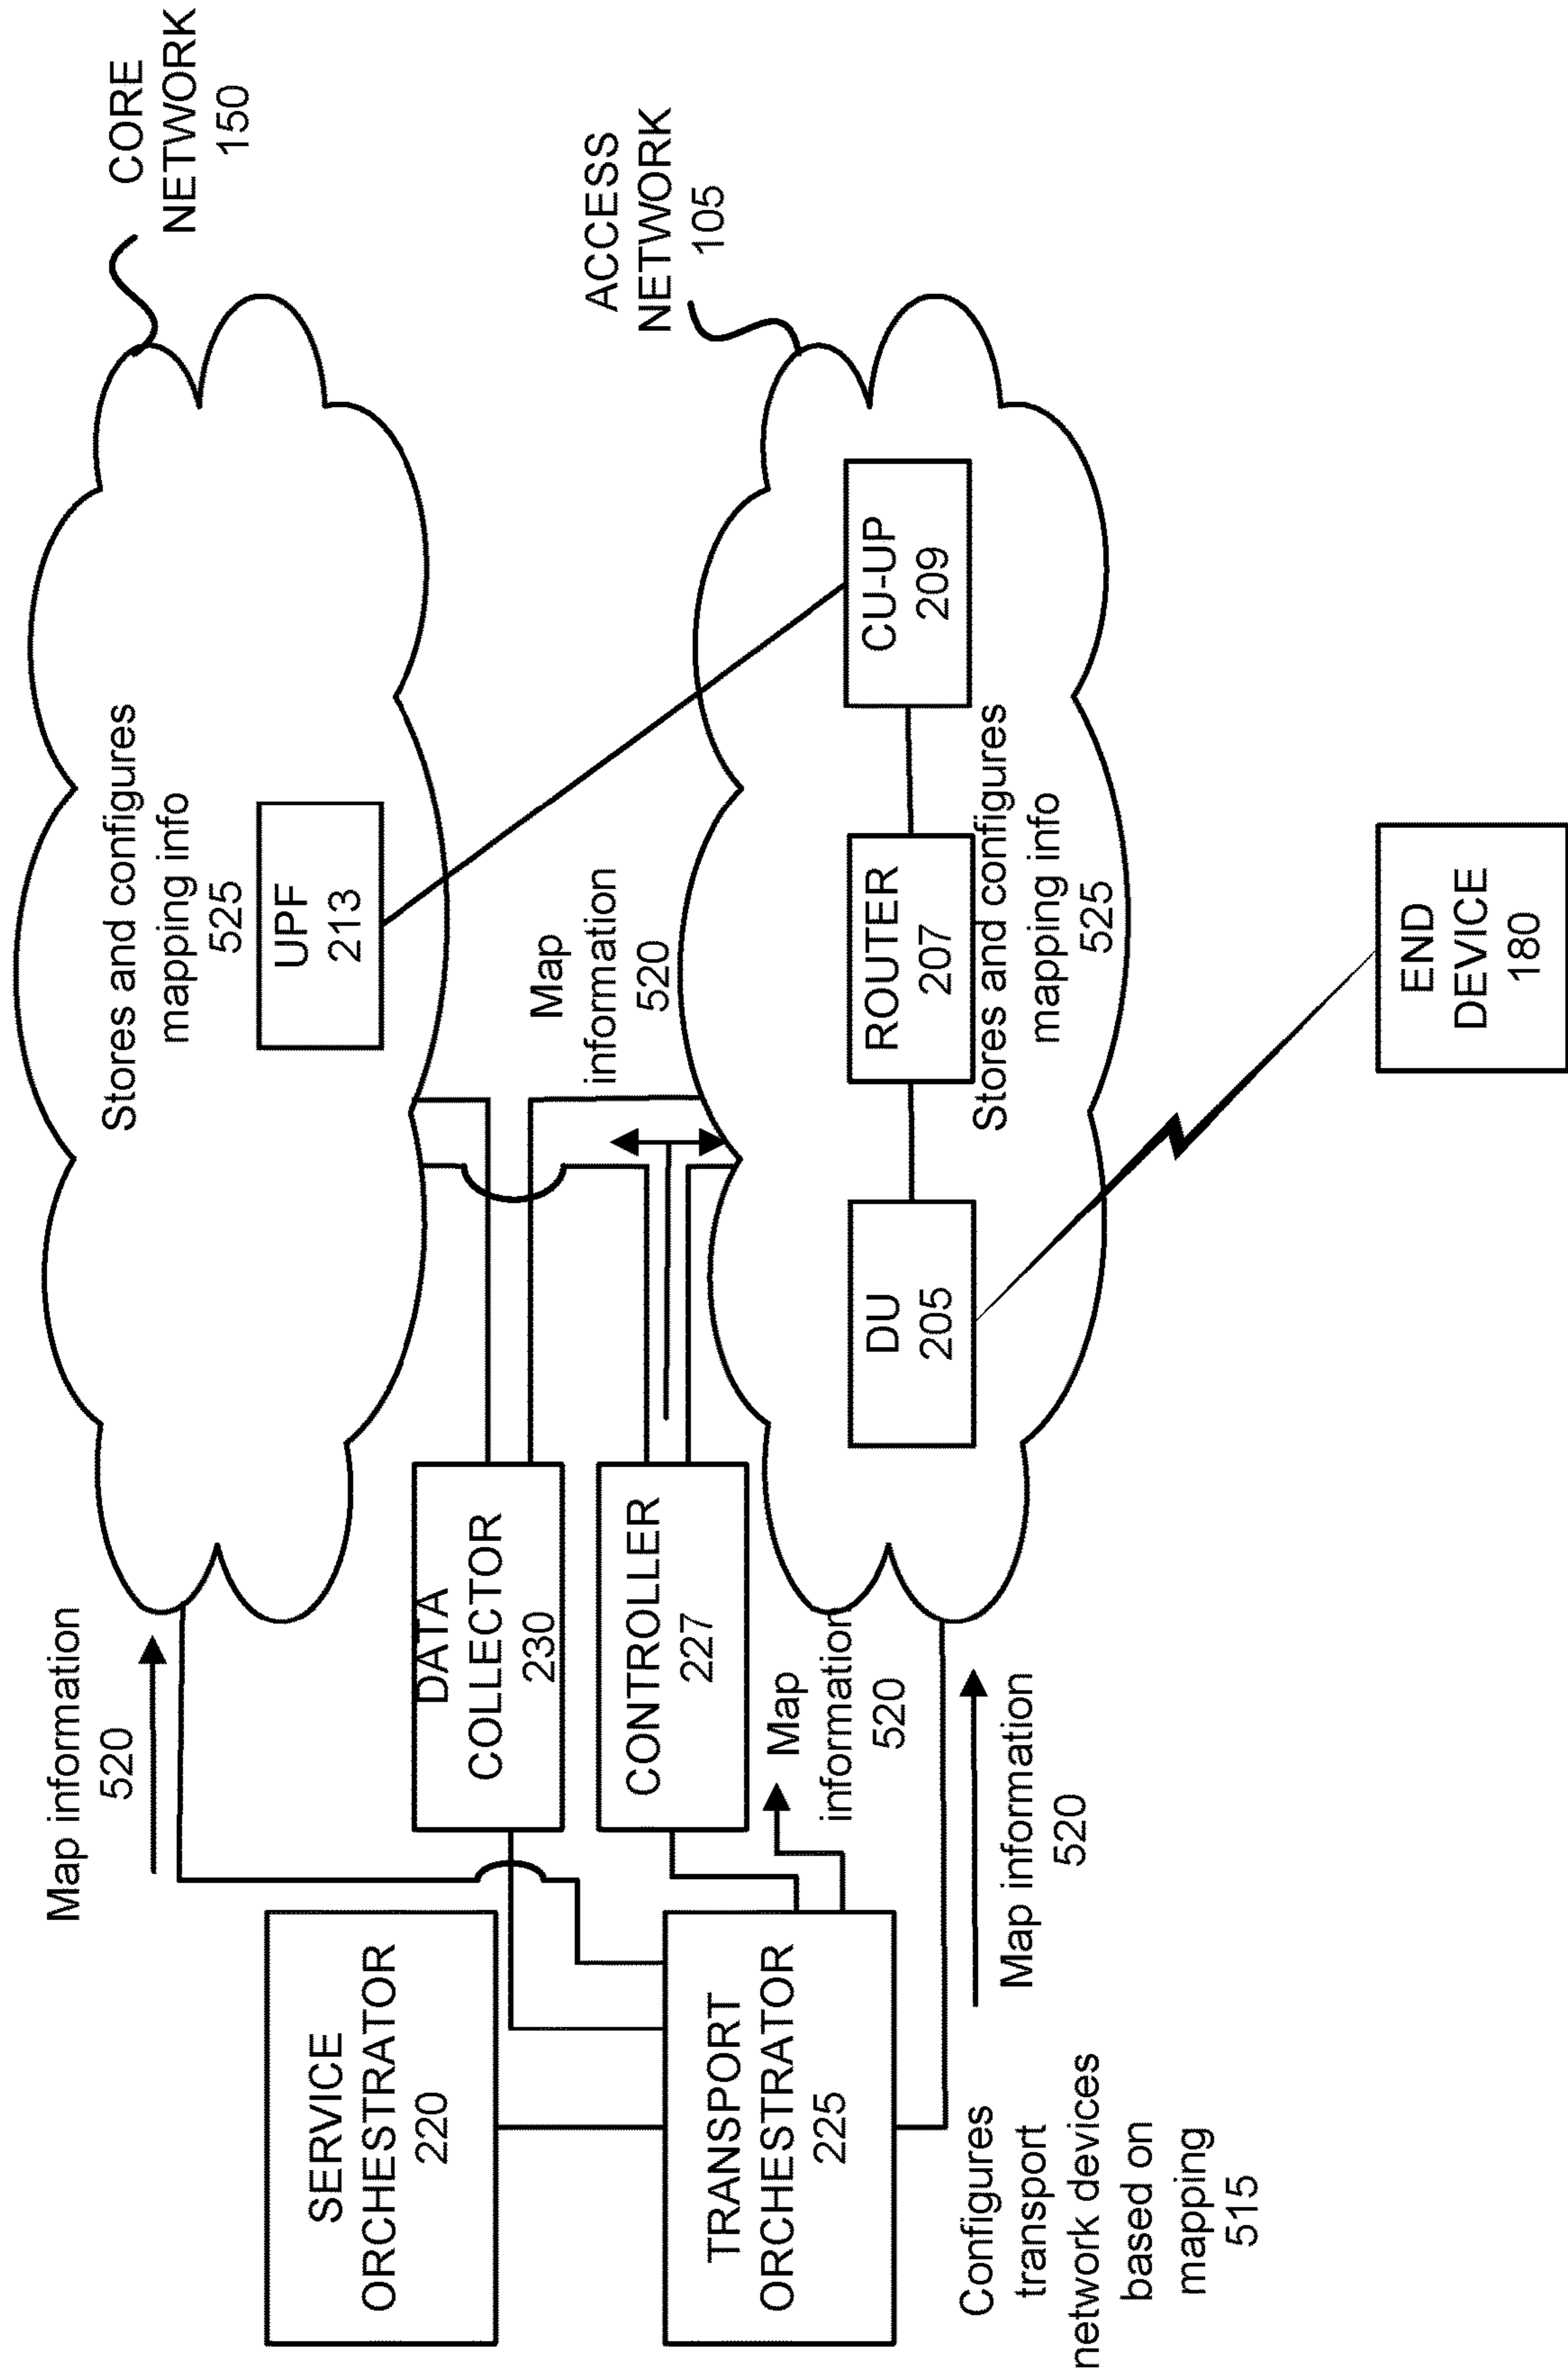 CORE
NETWORK
150
Stores and configures
mapping info
525
UPF
213
Map information
520
Map
information
520
ACCESS
NETWORK
105
SERVICE
ORCHESTRATOR
220
DATA
COLLECTOR
230
CONTROLLER
227
TRANSPORT
ORCHESTRATOR
225
Map
information
520
DU
205
ROUTER
207
CU-UP
209
Stores and configures
mapping info
525
Map information
520
Configures
transport
network devices
based on
mapping
515
END
DEVICE
180